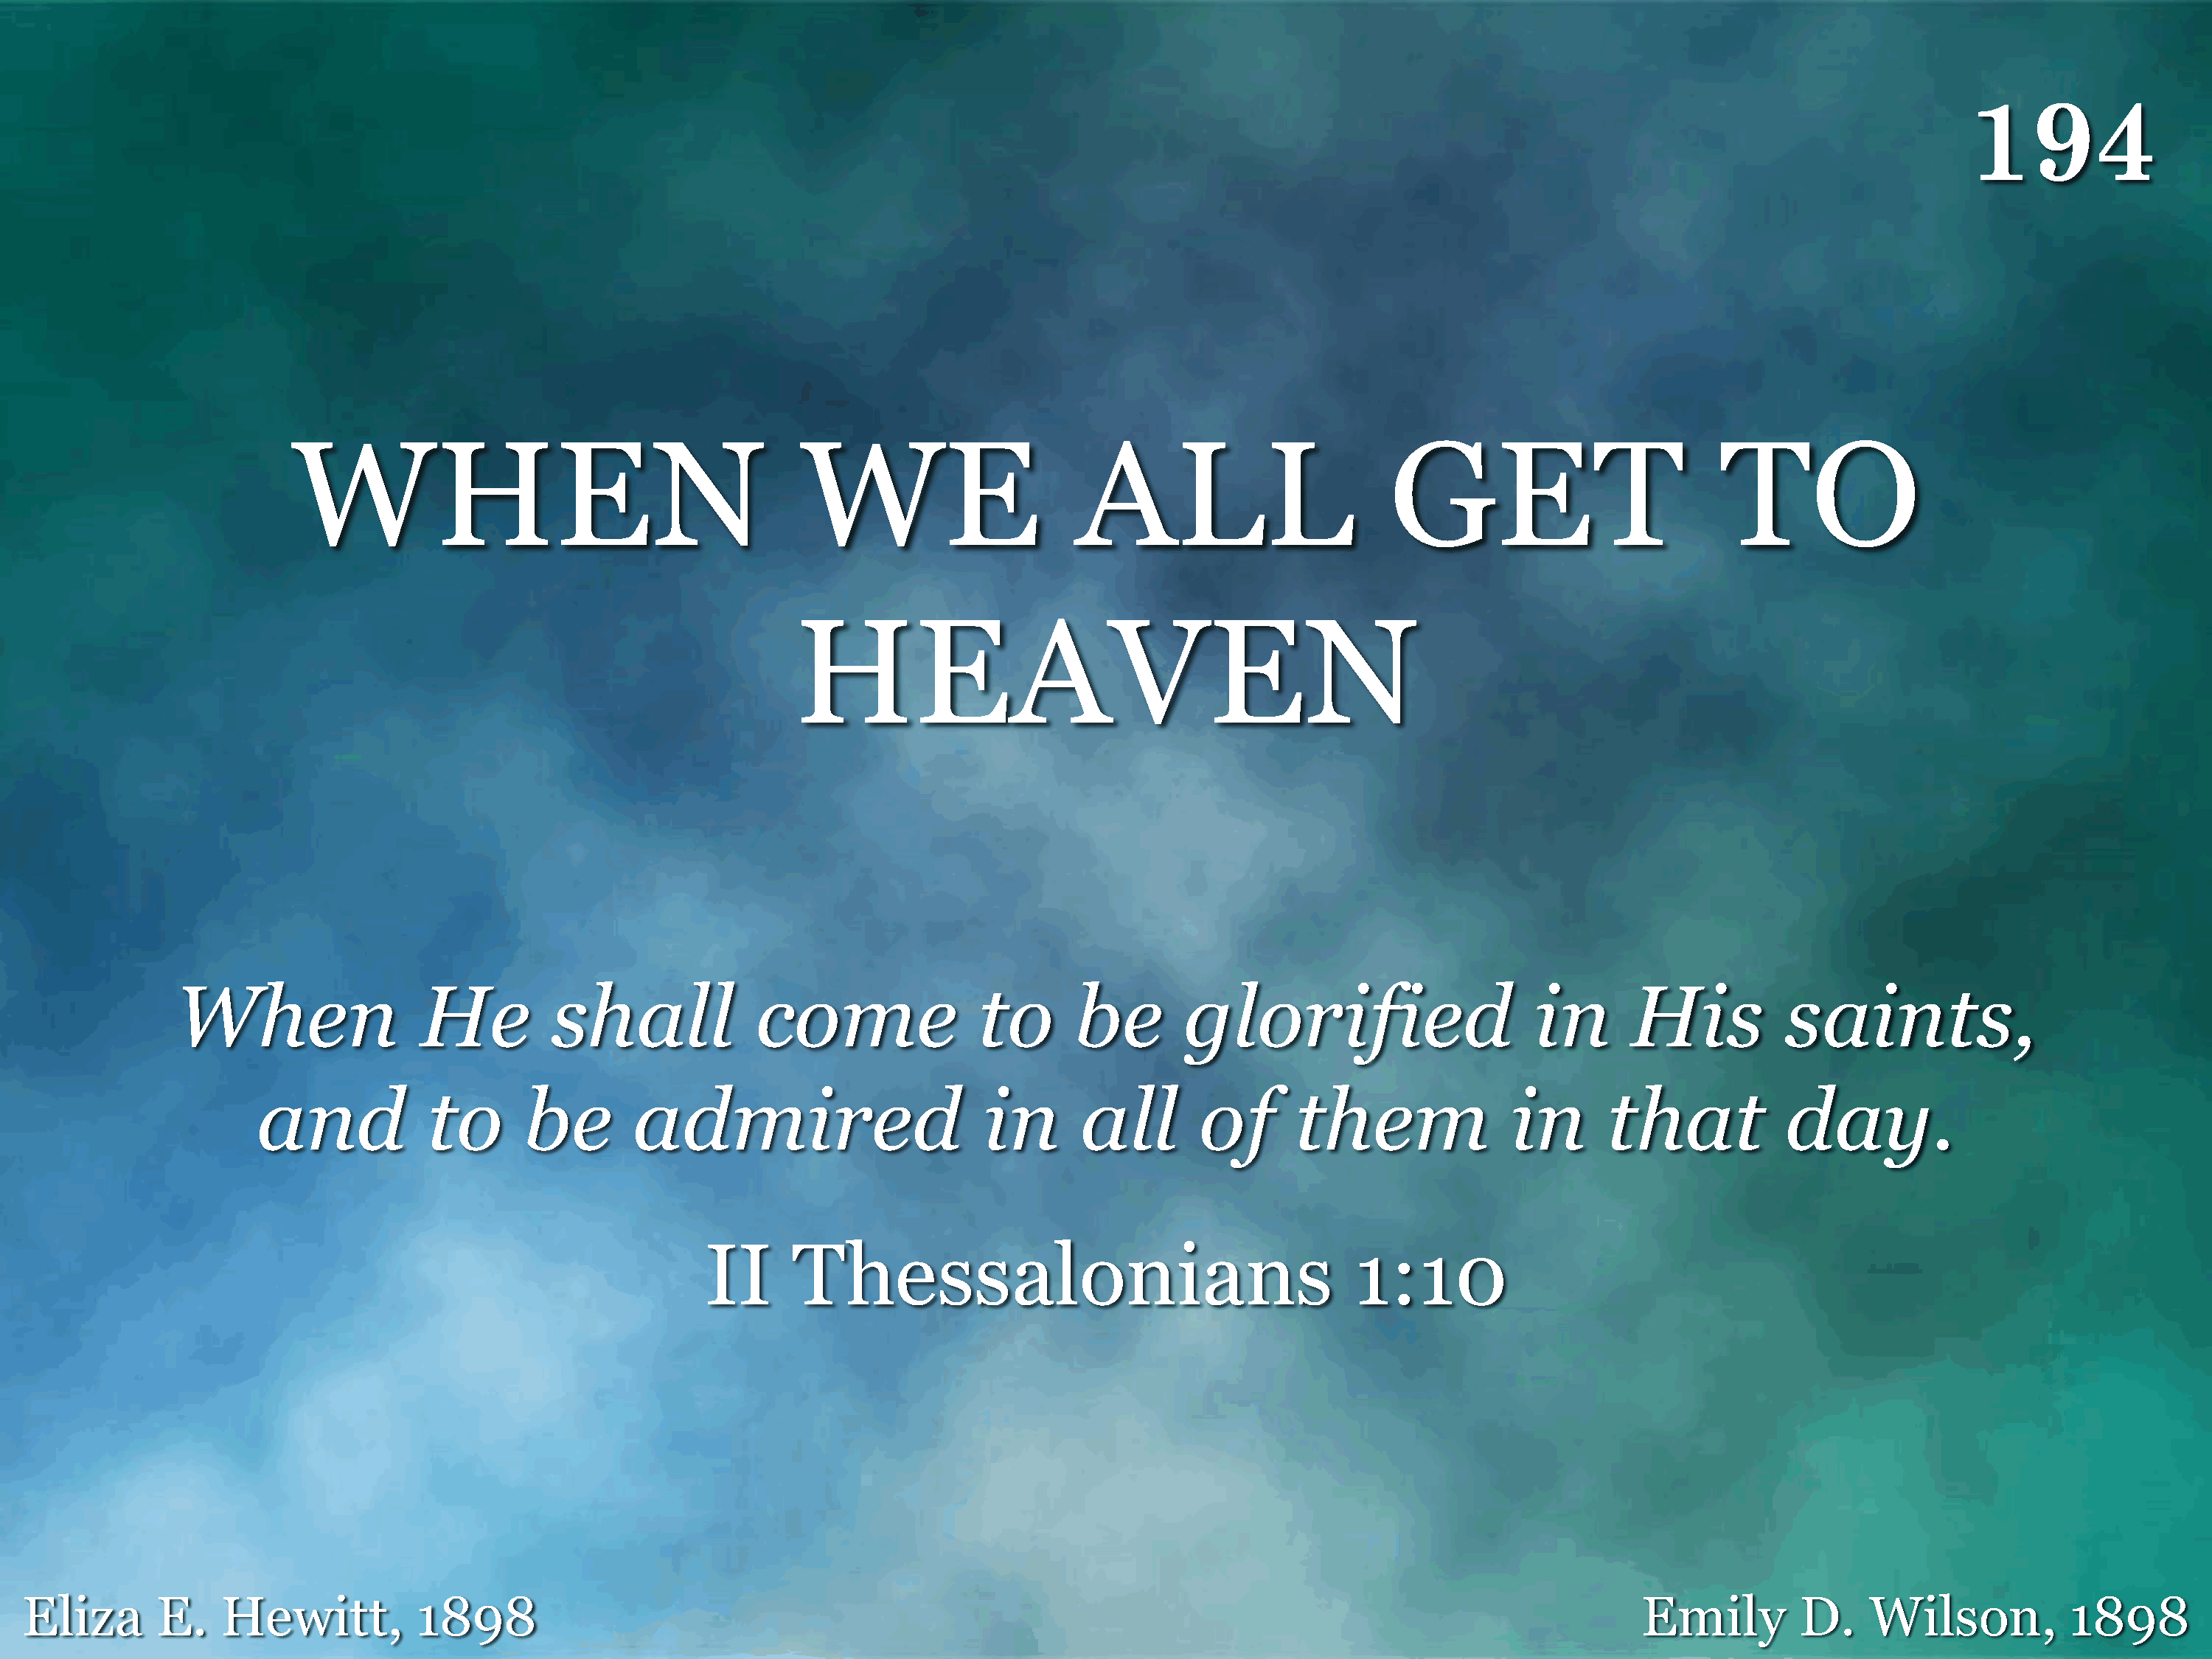 194
WHEN WE ALL GET TO
HEAVEN
When He shall come to be glorified in His saints,
and to be admired in all of them in that day.
II Thessalonians 1:10
Eliza E. Hewitt, 1898
Emily D. Wilson, 1898